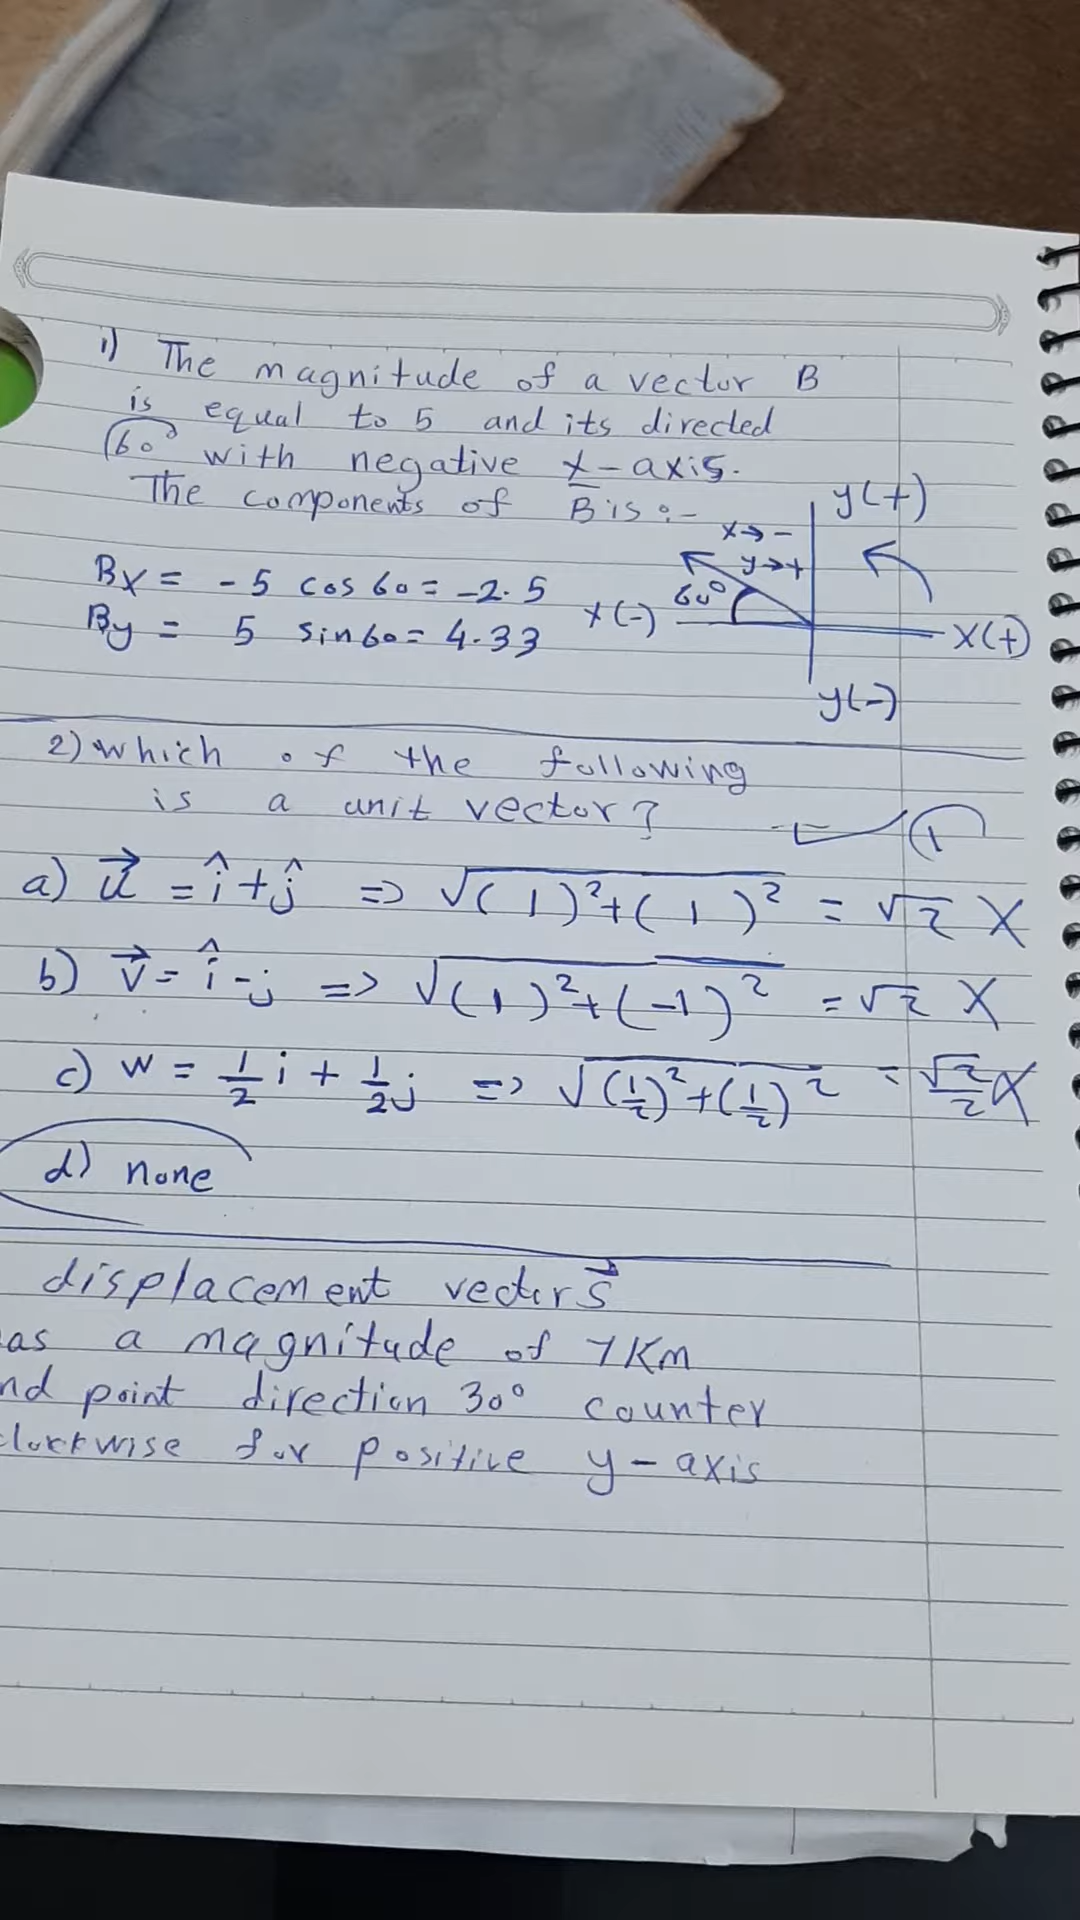 1) The magnitude of a vector B
is equal to 5 and its directed
60° with negative x-axis.
The components of B is :-
Bx = -5 cos 60 = -2.5
By = 5 sin 60 = 4.33
y(+)
x→-
y→+
60°
x(-)
x(+)
y(-)
2) which of the following
is a unit vector?
1
a) u⃗ = î + ĵ => √(1)²+(1)² = √2 X
b) v⃗ = î - j => √(1)²+(-1)² = √2 X
c) w = 1/2 i + 1/2 j => √(1/2)²+(1/2)² = √2/2 X
d) none
displacement vector s⃗
as a magnitude of 7 Km
nd point direction 30° counter
clockwise for positive y-axis